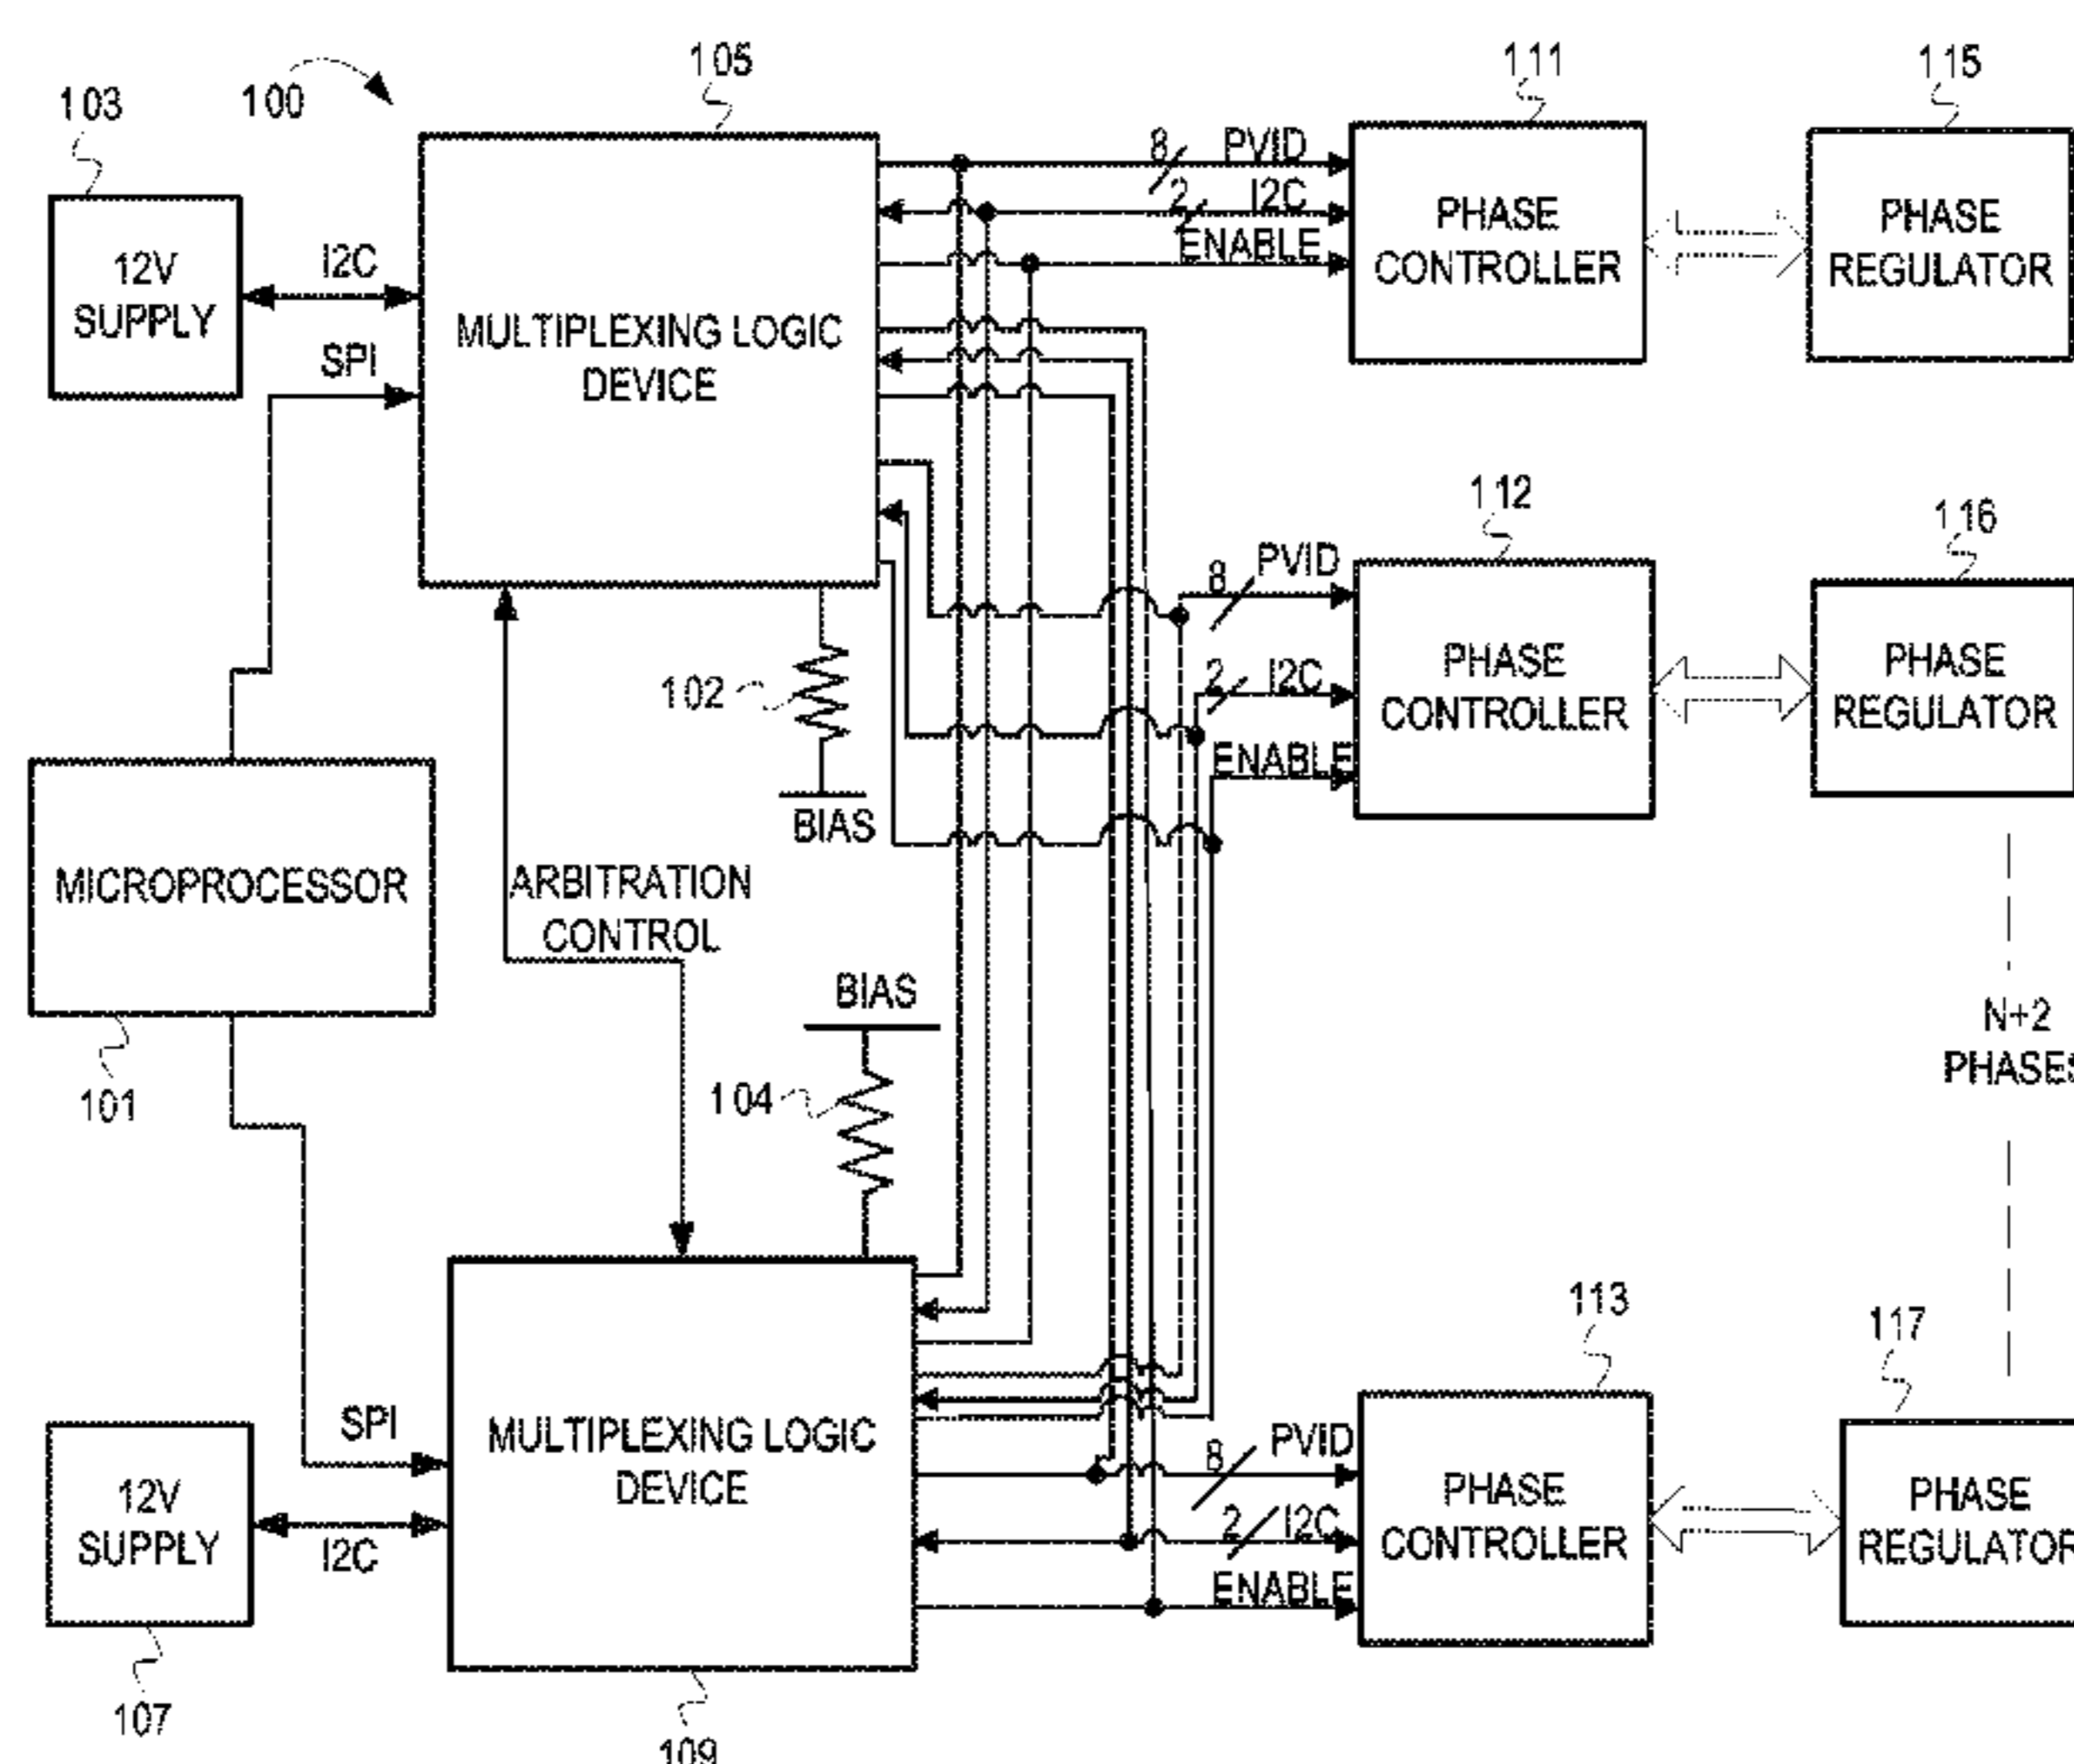 105
111
115
103
100
8
PVID
2
I2C
ENABLE
12V
SUPPLY
I2C
SPI
MULTIPLEXING LOGIC
DEVICE
PHASE
CONTROLLER
PHASE
REGULATOR
112
116
8
PVID
2
I2C
ENABLE
PHASE
CONTROLLER
PHASE
REGULATOR
102
BIAS
MICROPROCESSOR
101
ARBITRATION
CONTROL
BIAS
104
N+2
PHASES
113
117
SPI
12V
SUPPLY
I2C
MULTIPLEXING LOGIC
DEVICE
8
PVID
2
I2C
ENABLE
PHASE
CONTROLLER
PHASE
REGULATOR
107
109